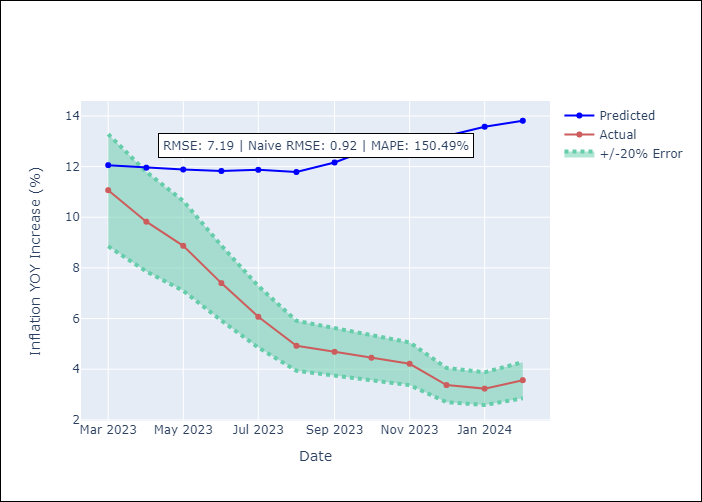 14
12
10
8
6
4
2
Inflation YOY Increase (%)
RMSE: 7.19 | Naive RMSE: 0.92 | MAPE: 150.49%
Mar 2023
May 2023
Jul 2023
Sep 2023
Nov 2023
Jan 2024
Date
Predicted
Actual
+/-20% Error